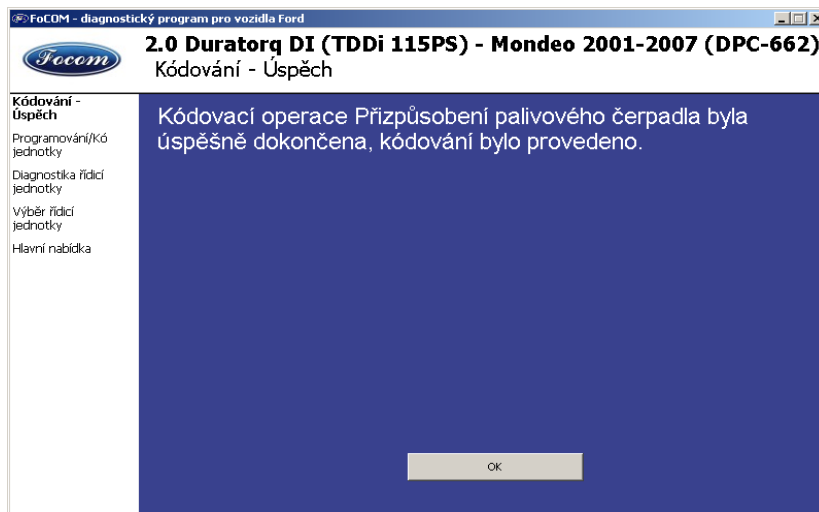 FoCOM - diagnostický program pro vozidla Ford
Focom
2.0 Duratorq DI (TDDi 115PS) - Mondeo 2001-2007 (DPC-662)
Kódování - Úspěch
Kódování -
Úspěch
Programování/Kó
jednotky
Diagnostika řídicí
jednotky
Výběr řídicí
jednotky
Hlavní nabídka
Kódovací operace Přizpůsobení palivového čerpadla byla
úspěšně dokončena, kódování bylo provedeno.
OK